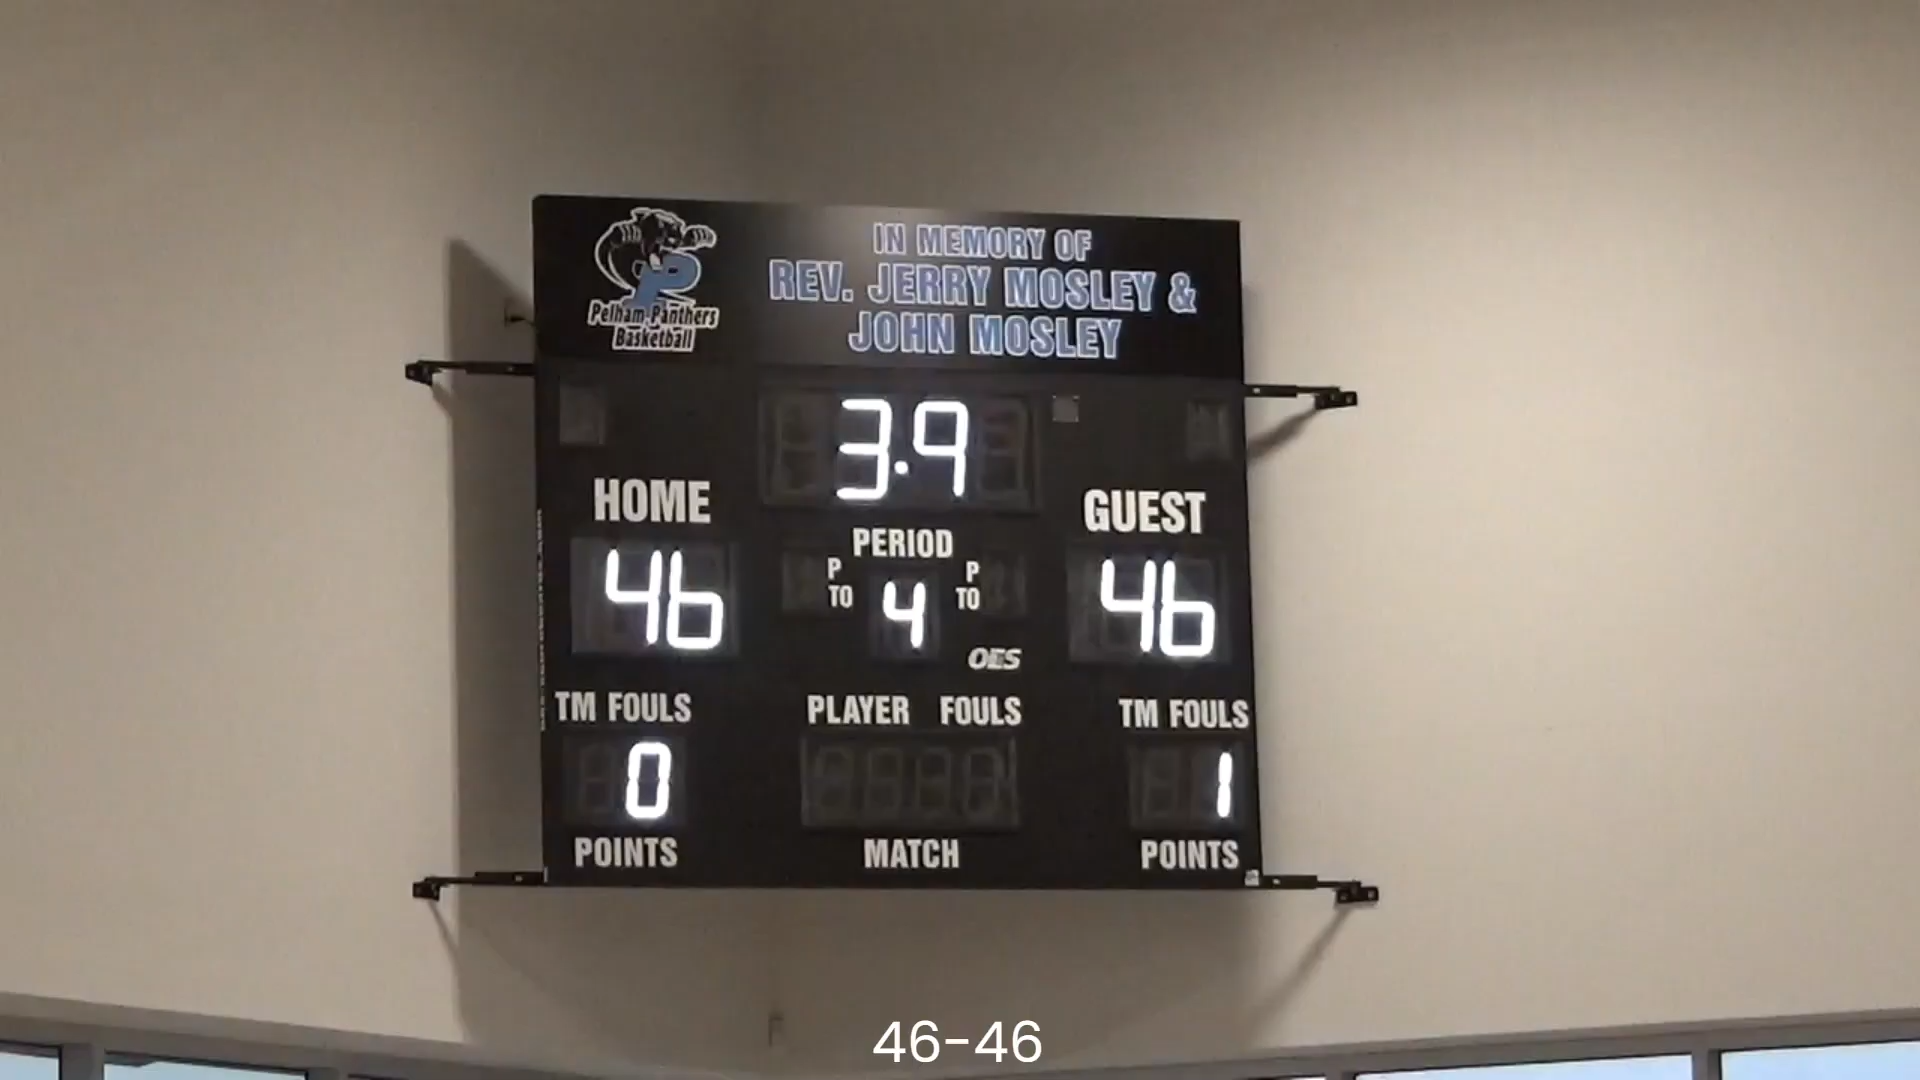 IN MEMORY OF
REV. JERRY MOSLEY &
JOHN MOSLEY
P
Pelham Panthers
Basketball
3.9
HOME
GUEST
PERIOD
46
P
TO
4
P
TO
46
OES
TM FOULS
PLAYER FOULS
TM FOULS
0
1
POINTS
MATCH
POINTS
46-46